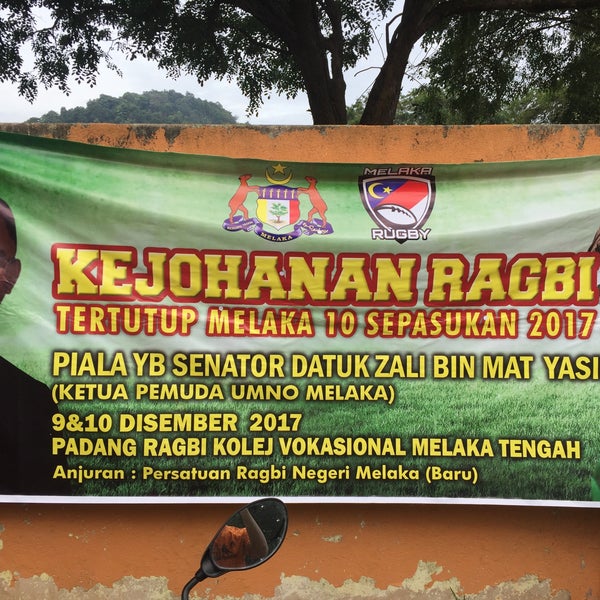 MELAKA
MELAKA
RUGBY
KEJOHANAN RAGBI
TERTUTUP MELAKA 10 SEPASUKAN 2017
PIALA YB SENATOR DATUK ZALI BIN MAT YASI
(KETUA PEMUDA UMNO MELAKA)
9&10 DISEMBER 2017
PADANG RAGBI KOLEJ VOKASIONAL MELAKA TENGAH
Anjuran : Persatuan Ragbi Negeri Melaka (Baru)